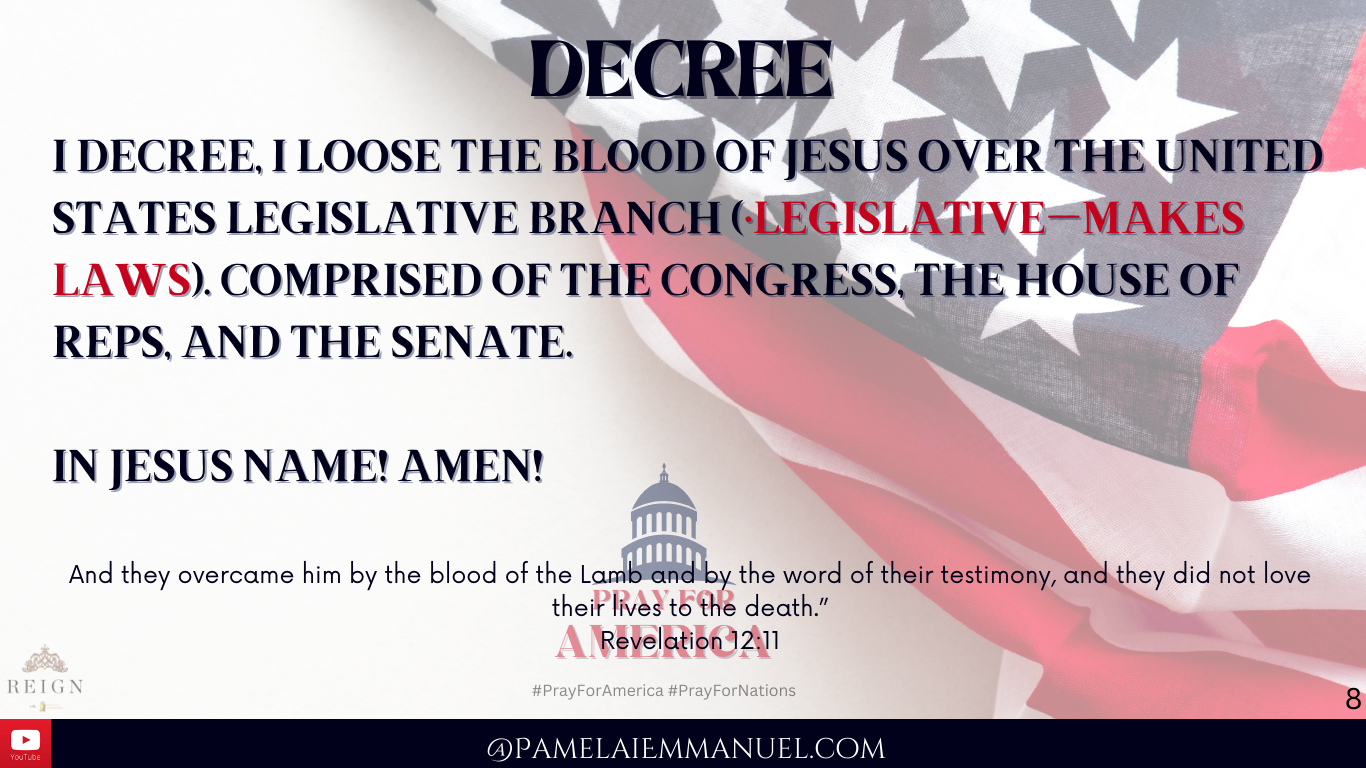 DECREE
I DECREE, I LOOSE THE BLOOD OF JESUS OVER THE UNITED
STATES LEGISLATIVE BRANCH (·LEGISLATIVE—MAKES
LAWS). COMPRISED OF THE CONGRESS, THE HOUSE OF
REPS, AND THE SENATE.
IN JESUS NAME! AMEN!
And they overcame him by the blood of the Lamb and by the word of their testimony, and they did not love
their lives to the death.”
PRAY FOR
AMERICA
Revelation 12:11
REIGN
#PrayForAmerica #PrayForNations
8
YouTube
@PAMELAIEMMANUEL.COM